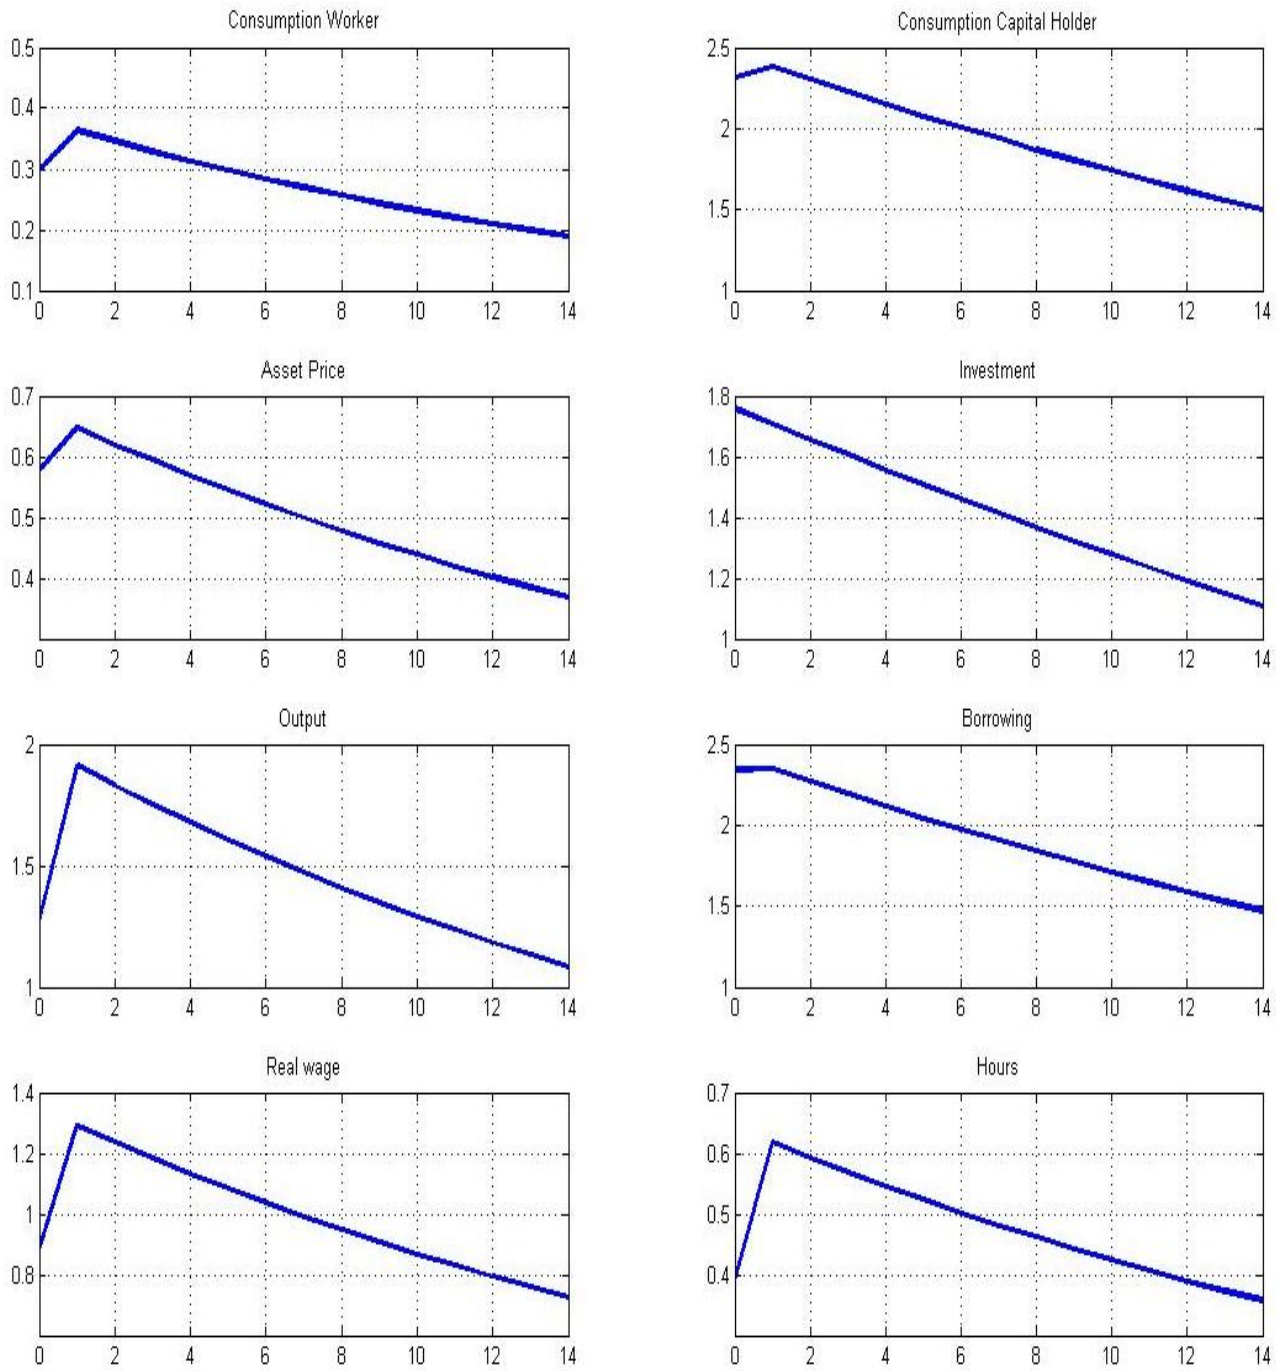 Consumption Worker
0.5
0.4
0.3
0.2
0.1
0 2 4 6 8 10 12 14
Consumption Capital Holder
2.5
2
1.5
1
0 2 4 6 8 10 12 14
Asset Price
0.7
0.6
0.5
0.4
0 2 4 6 8 10 12 14
Investment
1.8
1.6
1.4
1.2
1
0 2 4 6 8 10 12 14
Output
2
1.5
1
0 2 4 6 8 10 12 14
Borrowing
2.5
2
1.5
1
0 2 4 6 8 10 12 14
Real wage
1.4
1.2
1
0.8
0 2 4 6 8 10 12 14
Hours
0.7
0.6
0.5
0.4
0 2 4 6 8 10 12 14